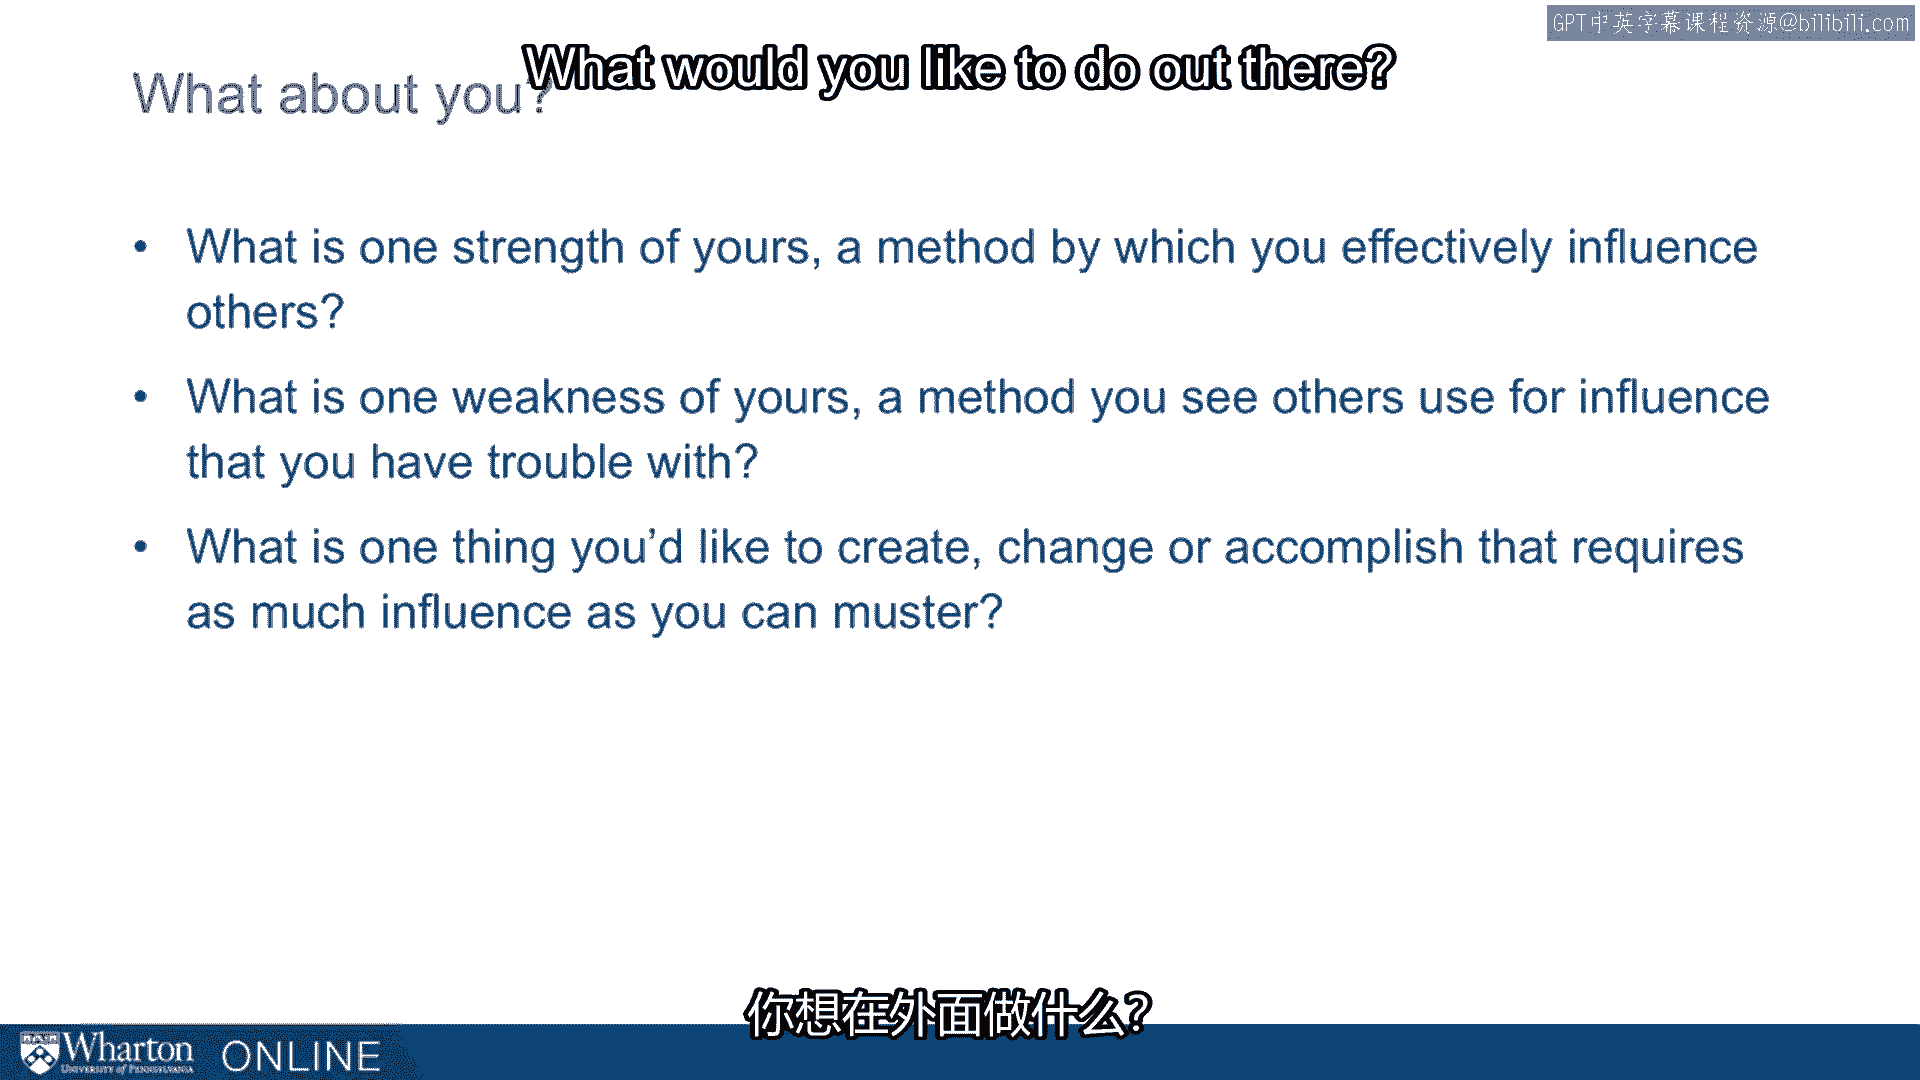 GPT中英字幕课程资源@bilibili.com
What would you like to do out there?
What about you?
• What is one strength of yours, a method by which you effectively influence
others?
• What is one weakness of yours, a method you see others use for influence
that you have trouble with?
• What is one thing you’d like to create, change or accomplish that requires
as much influence as you can muster?
你想在外面做什么?
Wharton ONLINE
UNIVERSITY of PENNSYLVANIA